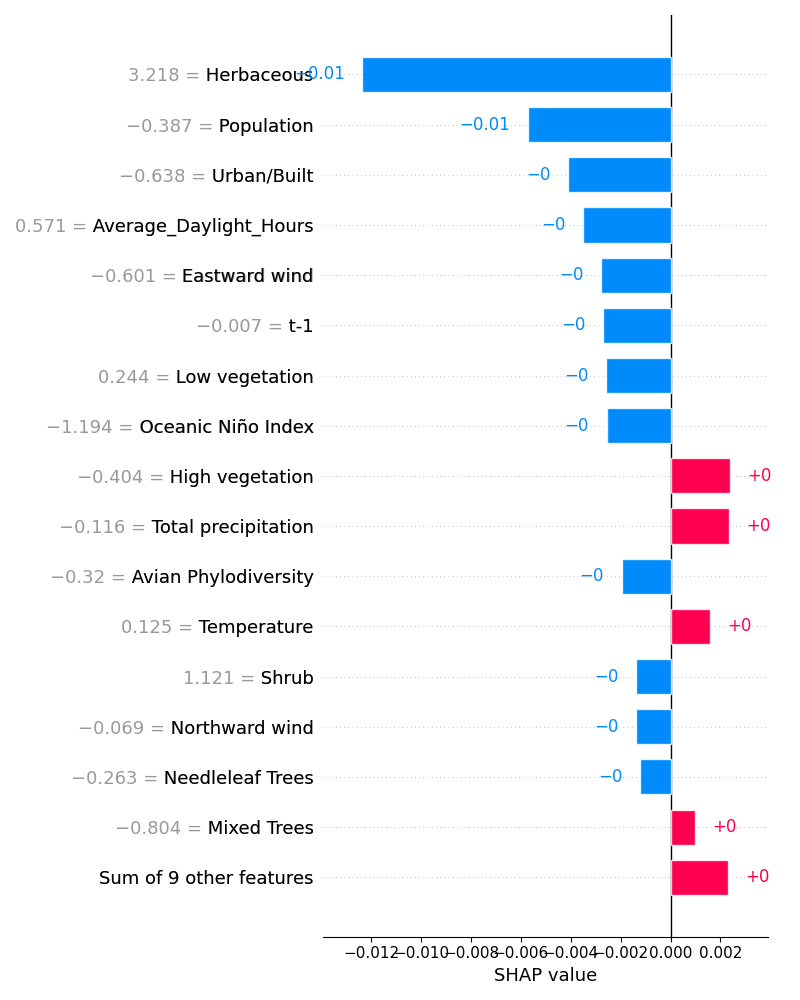 3.218 = Herbaceous −0.01
−0.387 = Population −0.01
−0.638 = Urban/Built −0
0.571 = Average_Daylight_Hours −0
−0.601 = Eastward wind −0
−0.007 = t-1 −0
0.244 = Low vegetation −0
−1.194 = Oceanic Niño Index −0
−0.404 = High vegetation +0
−0.116 = Total precipitation +0
−0.32 = Avian Phylodiversity −0
0.125 = Temperature +0
1.121 = Shrub −0
−0.069 = Northward wind −0
−0.263 = Needleleaf Trees −0
−0.804 = Mixed Trees +0
Sum of 9 other features +0
−0.012 −0.010 −0.008 −0.006 −0.004 −0.002 0.000 0.002
SHAP value